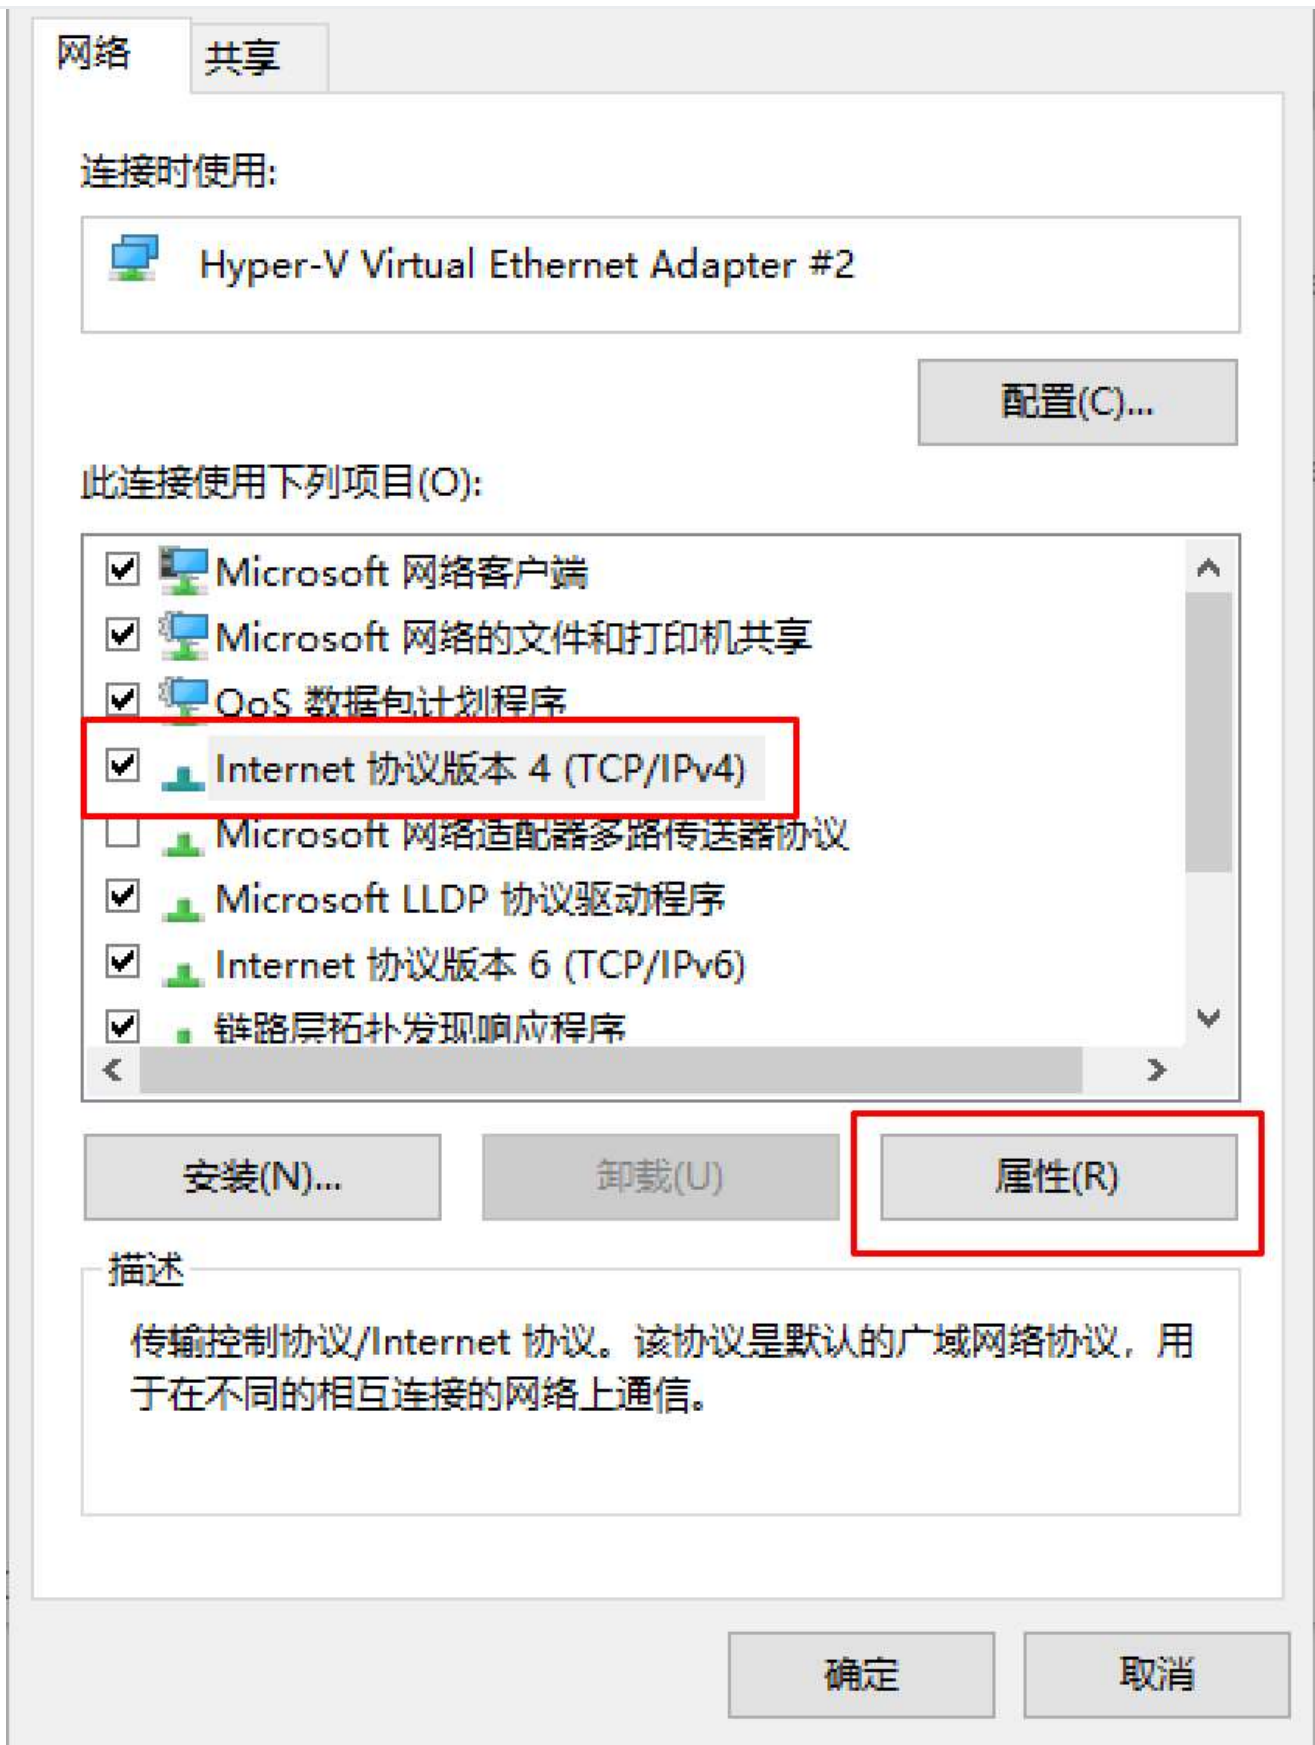 网络
共享
连接时使用:
Hyper-V Virtual Ethernet Adapter #2
配置(C)...
此连接使用下列项目(O):
Microsoft 网络客户端
Microsoft 网络的文件和打印机共享
QoS 数据包计划程序
Internet 协议版本 4 (TCP/IPv4)
Microsoft 网络适配器多路传送器协议
Microsoft LLDP 协议驱动程序
Internet 协议版本 6 (TCP/IPv6)
链路层拓扑发现响应程序
安装(N)...
卸载(U)
属性(R)
描述
传输控制协议/Internet 协议。该协议是默认的广域网络协议，用
于在不同的相互连接的网络上通信。
确定
取消